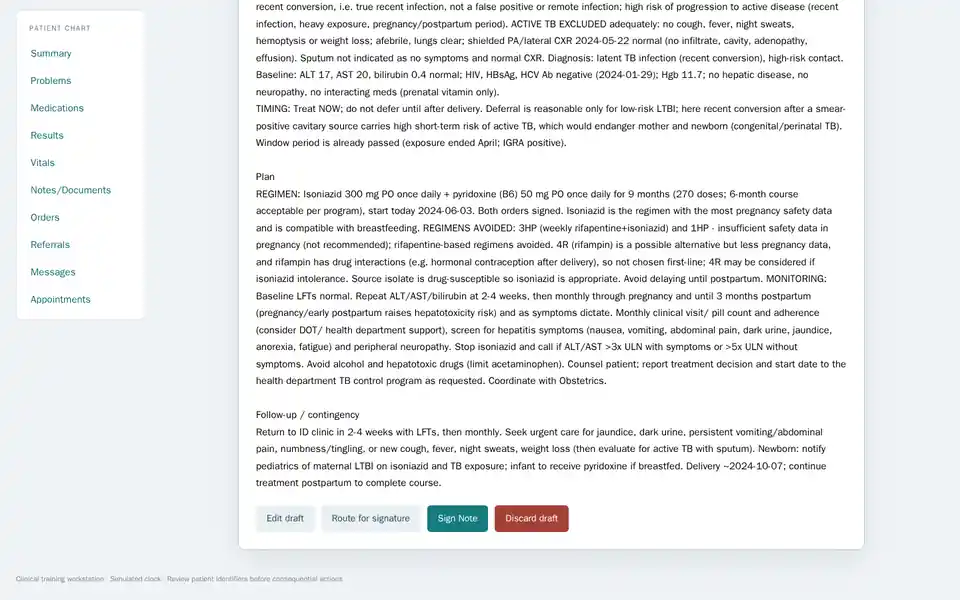 PATIENT CHART
Summary
Problems
Medications
Results
Vitals
Notes/Documents
Orders
Referrals
Messages
Appointments
recent conversion, i.e. true recent infection, not a false positive or remote infection; high risk of progression to active disease (recent
infection, heavy exposure, pregnancy/postpartum period). ACTIVE TB EXCLUDED adequately: no cough, fever, night sweats,
hemoptysis or weight loss; afebrile, lungs clear; shielded PA/lateral CXR 2024-05-22 normal (no infiltrate, cavity, adenopathy,
effusion). Sputum not indicated as no symptoms and normal CXR. Diagnosis: latent TB infection (recent conversion), high-risk contact.
Baseline: ALT 17, AST 20, bilirubin 0.4 normal; HIV, HBsAg, HCV Ab negative (2024-01-29); Hgb 11.7; no hepatic disease, no
neuropathy, no interacting meds (prenatal vitamin only).
TIMING: Treat NOW; do not defer until after delivery. Deferral is reasonable only for low-risk LTBI; here recent conversion after a smear-
positive cavitary source carries high short-term risk of active TB, which would endanger mother and newborn (congenital/perinatal TB).
Window period is already passed (exposure ended April; IGRA positive).
Plan
REGIMEN: Isoniazid 300 mg PO once daily + pyridoxine (B6) 50 mg PO once daily for 9 months (270 doses; 6-month course
acceptable per program), start today 2024-06-03. Both orders signed. Isoniazid is the regimen with the most pregnancy safety data
and is compatible with breastfeeding. REGIMENS AVOIDED: 3HP (weekly rifapentine+isoniazid) and 1HP - insufficient safety data in
pregnancy (not recommended); rifapentine-based regimens avoided. 4R (rifampin) is a possible alternative but less pregnancy data,
and rifampin has drug interactions (e.g. hormonal contraception after delivery), so not chosen first-line; 4R may be considered if
isoniazid intolerance. Source isolate is drug-susceptible so isoniazid is appropriate. Avoid delaying until postpartum. MONITORING:
Baseline LFTs normal. Repeat ALT/AST/bilirubin at 2-4 weeks, then monthly through pregnancy and until 3 months postpartum
(pregnancy/early postpartum raises hepatotoxicity risk) and as symptoms dictate. Monthly clinical visit/ pill count and adherence
(consider DOT/ health department support), screen for hepatitis symptoms (nausea, vomiting, abdominal pain, dark urine, jaundice,
anorexia, fatigue) and peripheral neuropathy. Stop isoniazid and call if ALT/AST >3x ULN with symptoms or >5x ULN without
symptoms. Avoid alcohol and hepatotoxic drugs (limit acetaminophen). Counsel patient; report treatment decision and start date to the
health department TB control program as requested. Coordinate with Obstetrics.
Follow-up / contingency
Return to ID clinic in 2-4 weeks with LFTs, then monthly. Seek urgent care for jaundice, dark urine, persistent vomiting/abdominal
pain, numbness/tingling, or new cough, fever, night sweats, weight loss (then evaluate for active TB with sputum). Newborn: notify
pediatrics of maternal LTBI on isoniazid and TB exposure; infant to receive pyridoxine if breastfed. Delivery ~2024-10-07; continue
treatment postpartum to complete course.
Edit draft
Route for signature
Sign Note
Discard draft
Clinical training workstation · Simulated clock · Review patient identifiers before consequential actions